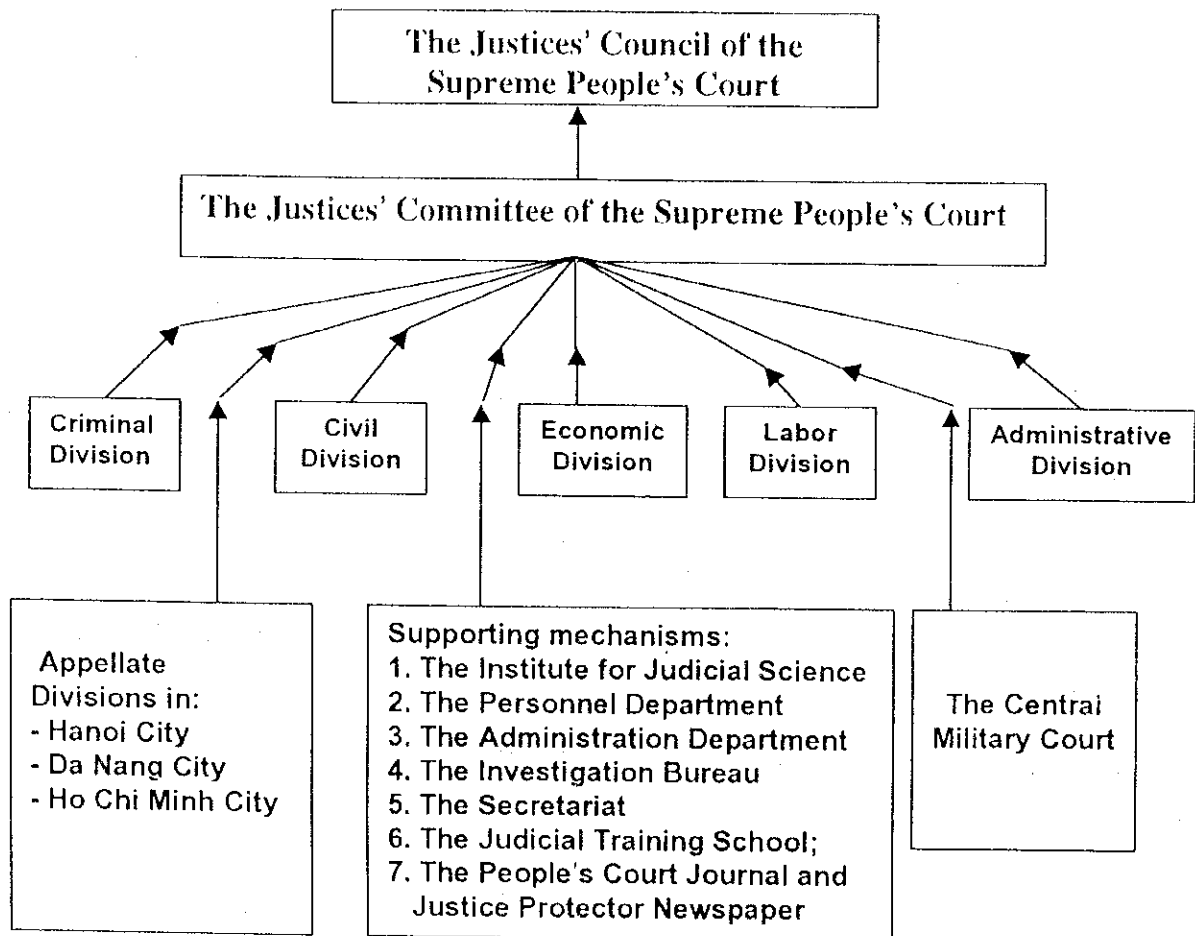 The Justices' Council of the
Supreme People's Court
The Justices' Committee of the Supreme People's Court
Criminal
Division
Civil
Division
Economic
Division
Labor
Division
Administrative
Division
Appellate
Divisions in:
- Hanoi City
- Da Nang City
- Ho Chi Minh City
Supporting mechanisms:
1. The Institute for Judicial Science
2. The Personnel Department
3. The Administration Department
4. The Investigation Bureau
5. The Secretariat
6. The Judicial Training School;
7. The People's Court Journal and
Justice Protector Newspaper
The Central
Military Court